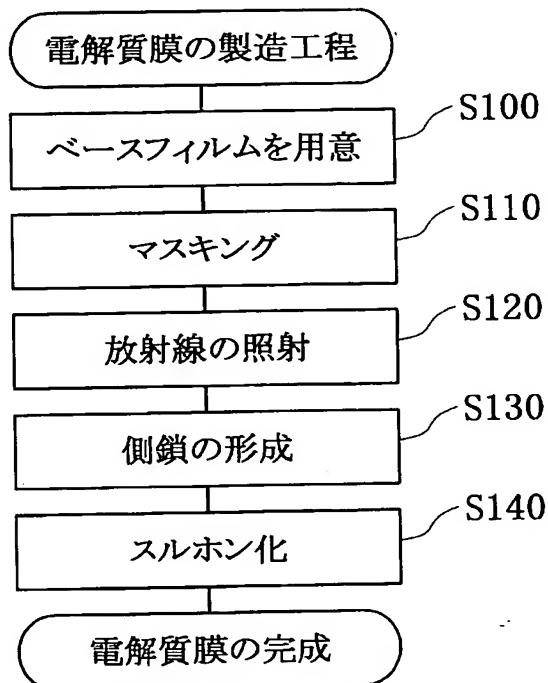 電解質膜の製造工程
S100
ベースフィルムを用意
S110
マスキング
S120
放射線の照射
S130
側鎖の形成
S140
スルホン化
電解質膜の完成